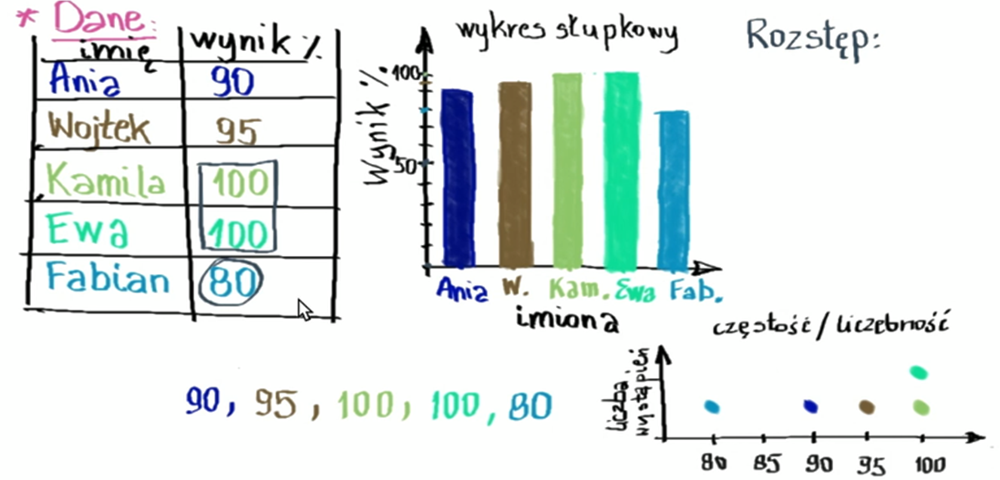 * Dane:
imię wynik %
Ania 90
Wojtek 95
Kamila 100
Ewa 100
Fabian 80
wykres słupkowy
Wynik %
100
50
Ania W. Kam. Ewa Fab.
imiona
Rozstęp:
90, 95, 100, 100, 80
częstość/liczebność
liczba wystąpień
80 85 90 95 100